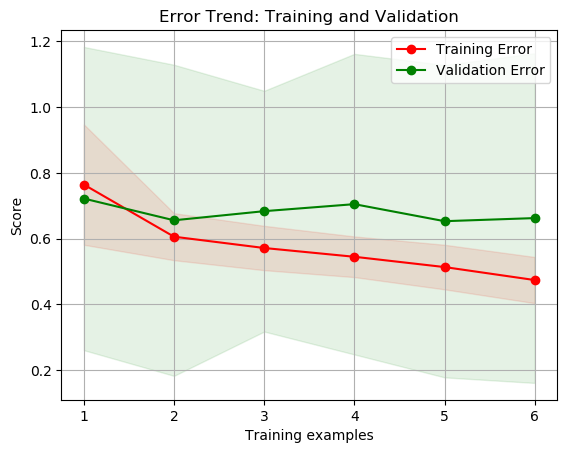 Error Trend: Training and Validation
Training Error
Validation Error
Score
1.2
1.0
0.8
0.6
0.4
0.2
1 2 3 4 5 6
Training examples